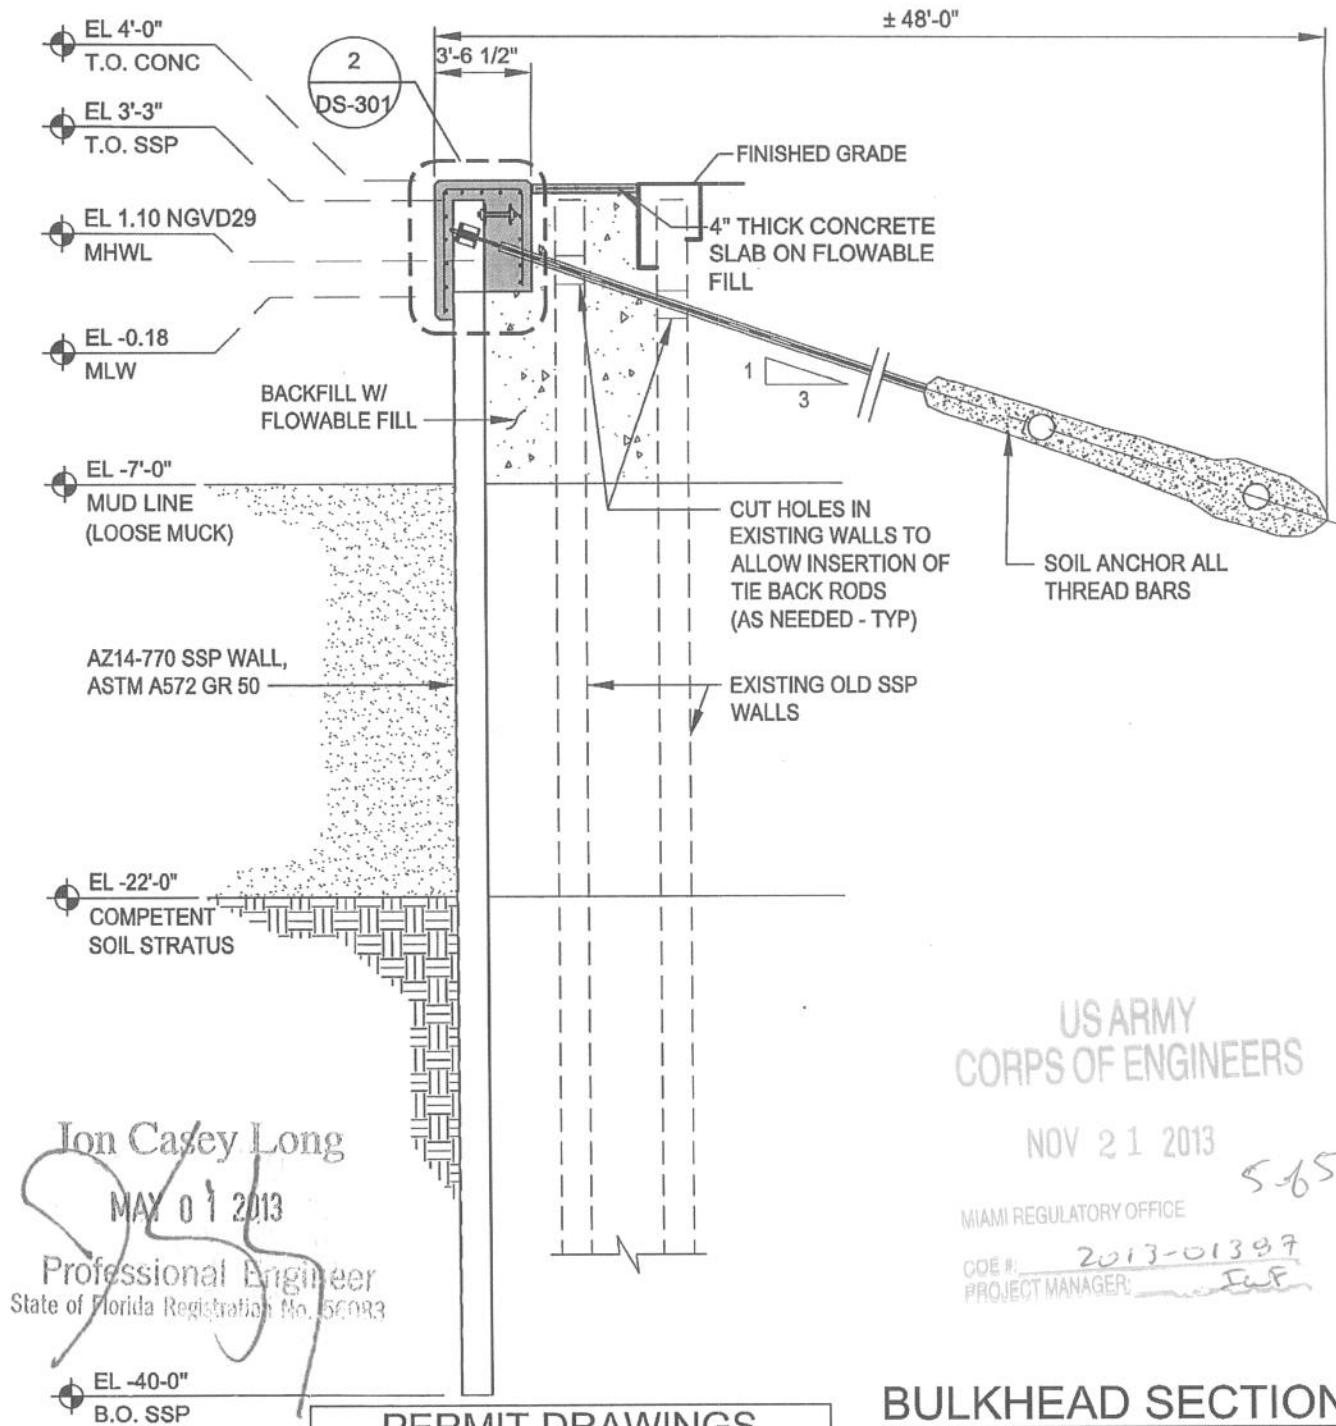 EL 4'-0"
T.O. CONC
EL 3'-3"
T.O. SSP
EL 1.10 NGVD29
MHWL
EL -0.18
MLW
EL -7'-0"
MUD LINE
(LOOSE MUCK)
EL -22'-0"
COMPETENT
SOIL STRATUS
EL -40-0"
B.O. SSP
± 48'-0"
3'-6 1/2"
2
DS-301
FINISHED GRADE
4" THICK CONCRETE
SLAB ON FLOWABLE
FILL
1
3
BACKFILL W/
FLOWABLE FILL
CUT HOLES IN
EXISTING WALLS TO
ALLOW INSERTION OF
TIE BACK RODS
(AS NEEDED - TYP)
SOIL ANCHOR ALL
THREAD BARS
AZ14-770 SSP WALL,
ASTM A572 GR 50
EXISTING OLD SSP
WALLS
US ARMY
CORPS OF ENGINEERS
NOV 21 2013
MIAMI REGULATORY OFFICE
COE #: 2013-01397
PROJECT MANAGER:
Jon Casey Long
MAY 01 2013
Professional Engineer
State of Florida Registration No. 56083
BULKHEAD SECTION
PERMIT DRAWINGS